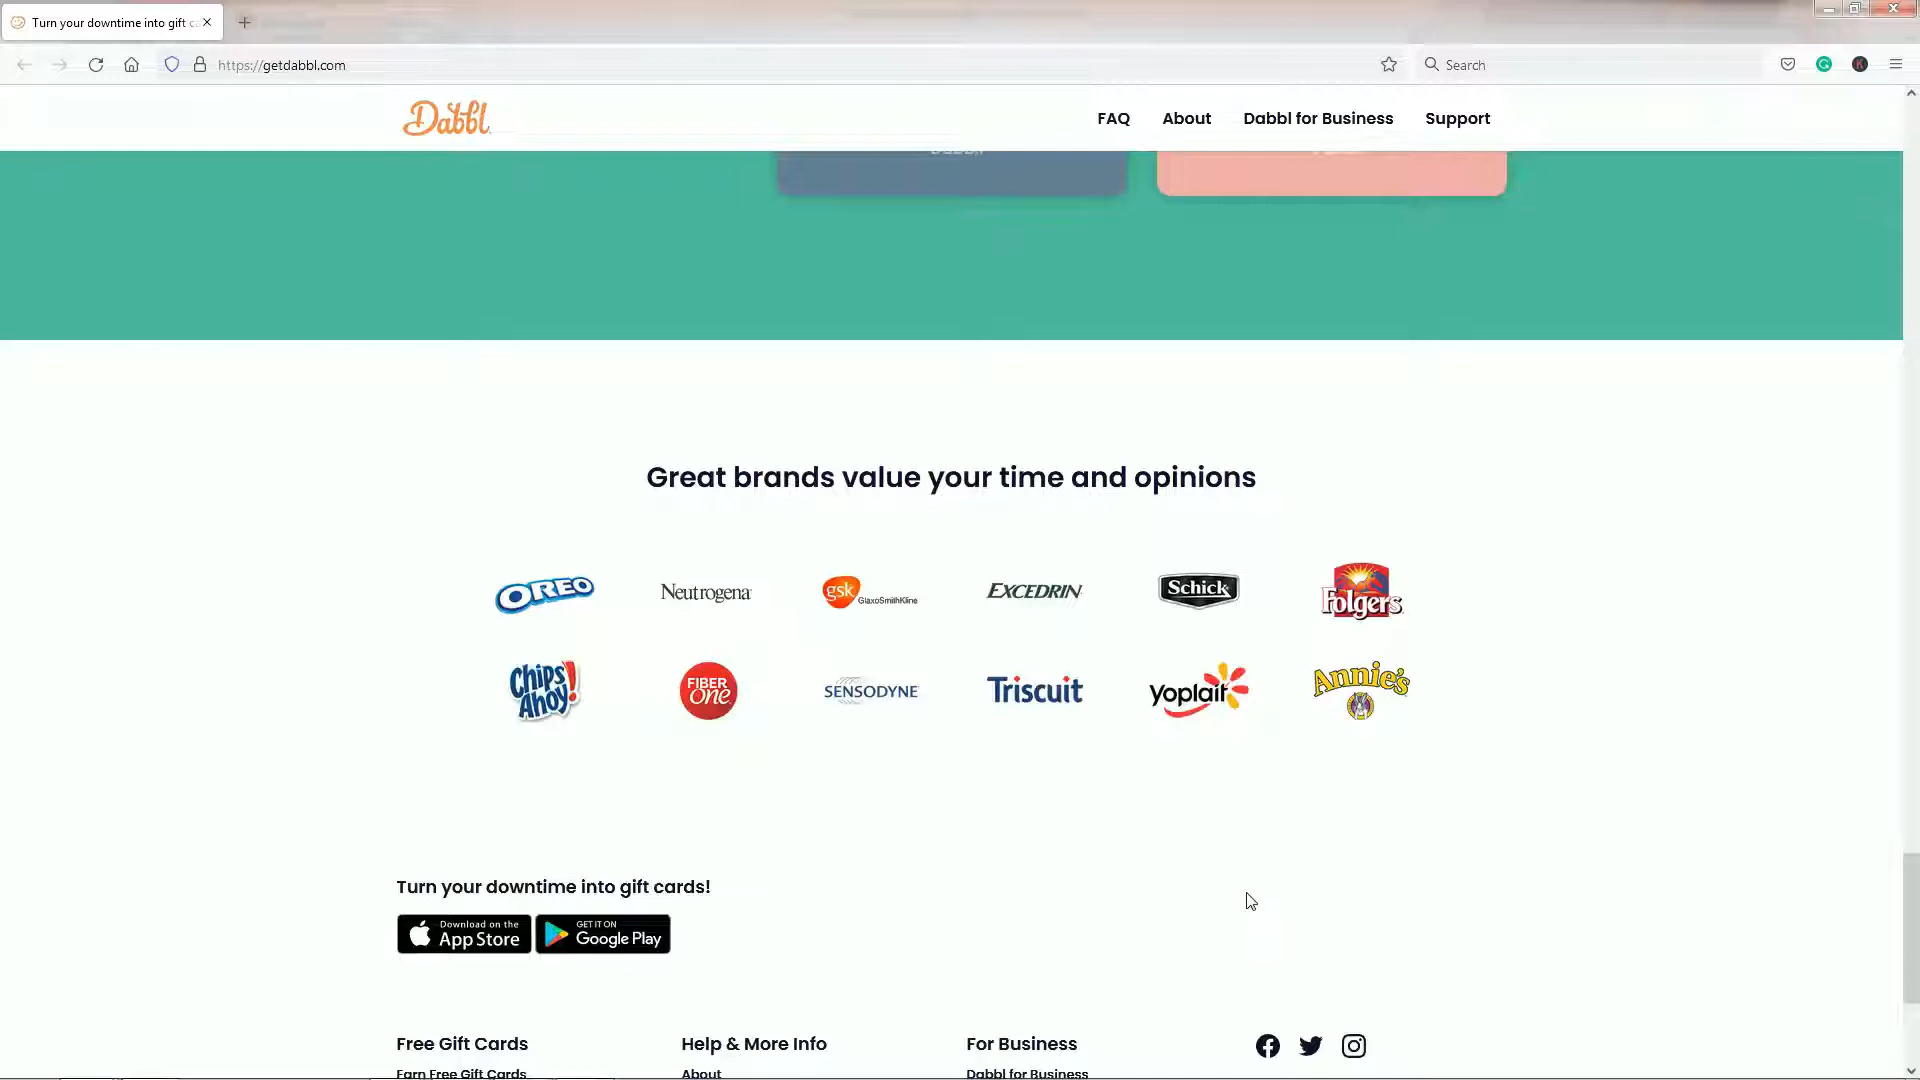 Turn your downtime into gift c
https://getdabbl.com
Search
Dabbl
FAQ About Dabbl for Business Support
Great brands value your time and opinions
OREO Neutrogena gsk GlaxoSmithKline EXCEDRIN Schick Folgers
Chips Ahoy! FIBER One SENSODYNE Triscuit Yoplait Annie's
Turn your downtime into gift cards!
Download on the App Store GET IT ON Google Play
Free Gift Cards Help & More Info For Business
Earn Free Gift Cards About Dabbl for Business